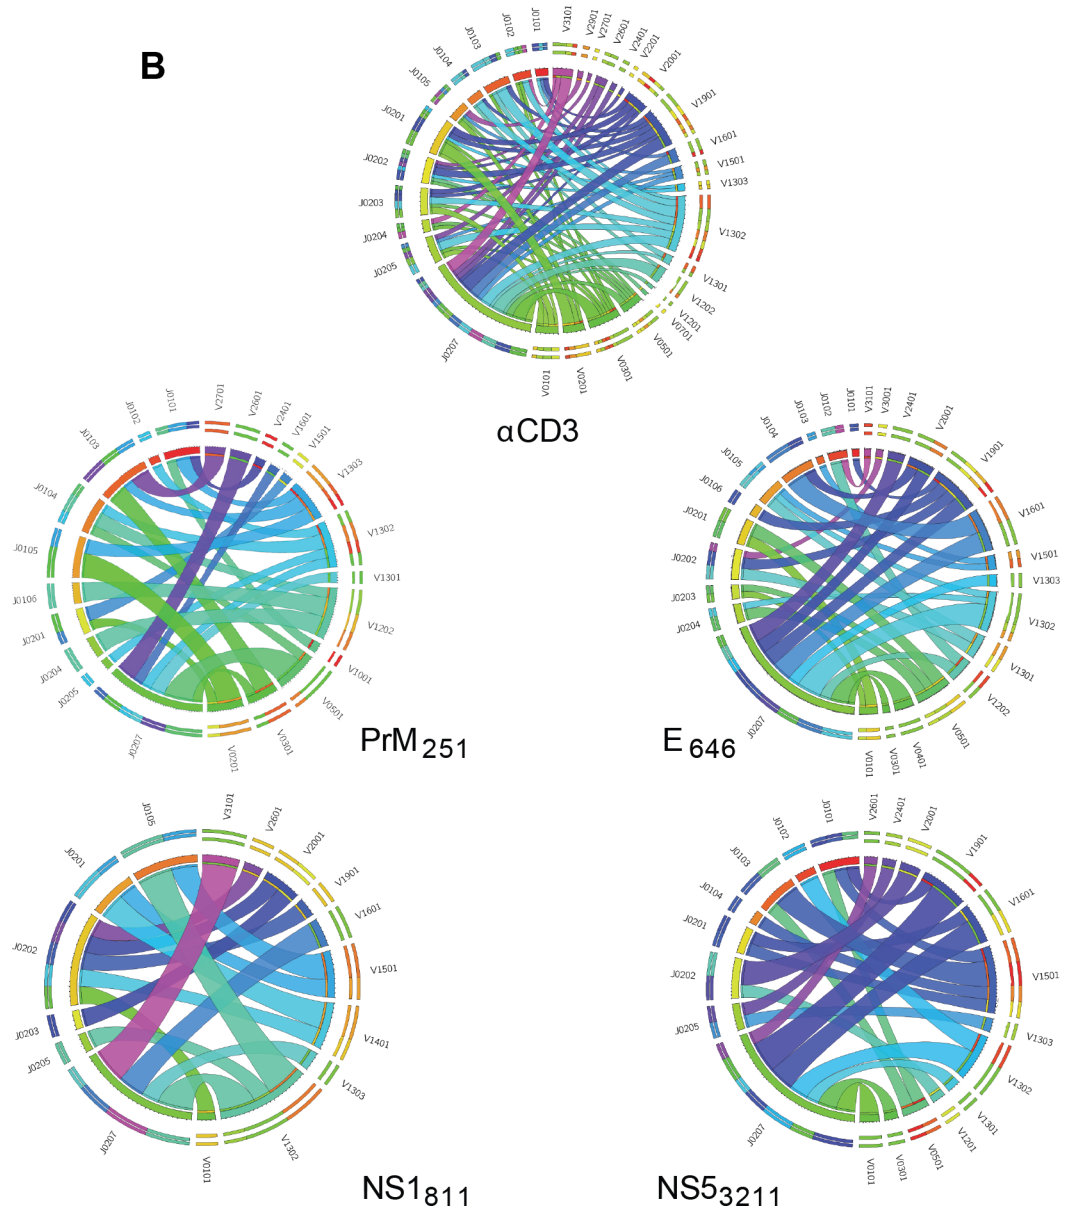 B
J0105
J0104
J0103
J0102
J0101
V3101
V2901
V2701
V2601
V2401
V2201
V2001
V1901
V1601
V1501
V1303
V1302
V1301
V1202
V1201
V0701
V0501
V0301
V0201
V0101
J0207
J0205
J0204
J0203
J0202
J0201
αCD3
J0106
J0105
J0104
J0103
J0102
J0101
V2701
V2601
V2401
V1601
V1501
V1303
V1302
V1301
V1202
V1001
V0501
V0301
V0201
J0207
J0205
J0204
J0201
PrM251
J0106
J0105
J0104
J0103
J0102
J0101
V3101
V3001
V2401
V2001
V1901
V1601
V1501
V1303
V1302
V1301
V1202
V0501
V0401
V0301
V0101
J0207
J0204
J0203
J0202
J0201
E646
J0202
J0201
J0105
V3101
V2601
V2001
V1901
V1601
V1501
V1401
V1303
V1302
V0101
J0207
J0205
J0203
NS1811
J0104
J0103
J0102
J0101
V2601
V2401
V2001
V1901
V1601
V1501
V1303
V1302
V1301
V1201
V0501
V0301
V0101
J0207
J0205
J0202
J0201
NS53211